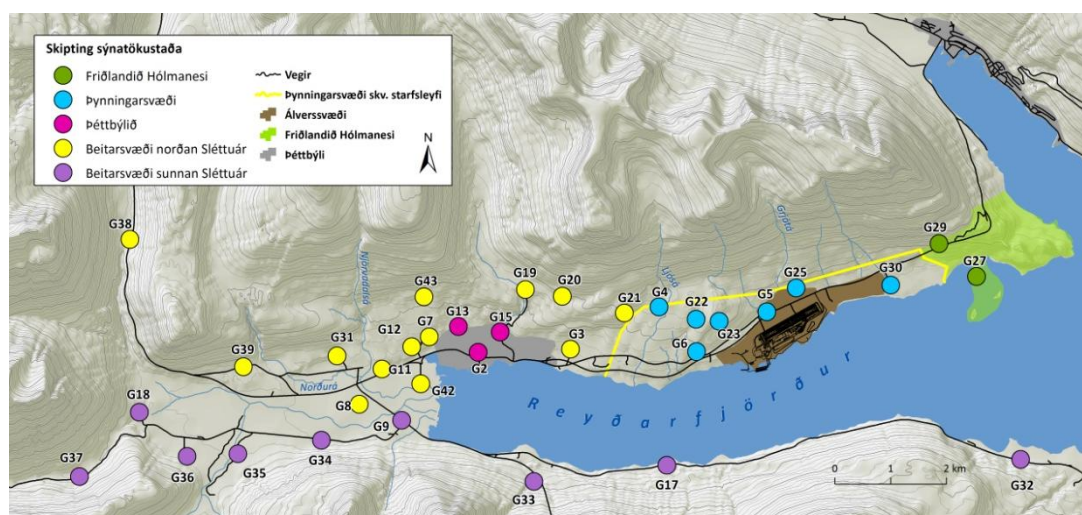 Skipting sýnatökustaða
Friðlandið Hólmanesi
Þynningarsvæði
Þéttbýlið
Beitarsvæði norðan Sléttuár
Beitarsvæði sunnan Sléttuár
Vegir
Þynningarsvæði skv. starfsleyfi
Álverssvæði
Friðlandið Hólmanesi
Þéttbýli
N
G38
G29
G27
Grjótá
G25
G30
G19
G20
Ljósá
G43
Njörvadalsá
G21
G4
G22
G5
G13
G15
G7
G12
G23
G3
G6
G31
G2
G39
G11
G42
Norðurá
G8
Reyðarfjörður
G18
G9
G34
G37
G36
G35
G33
G17
G32
0 1 2 km